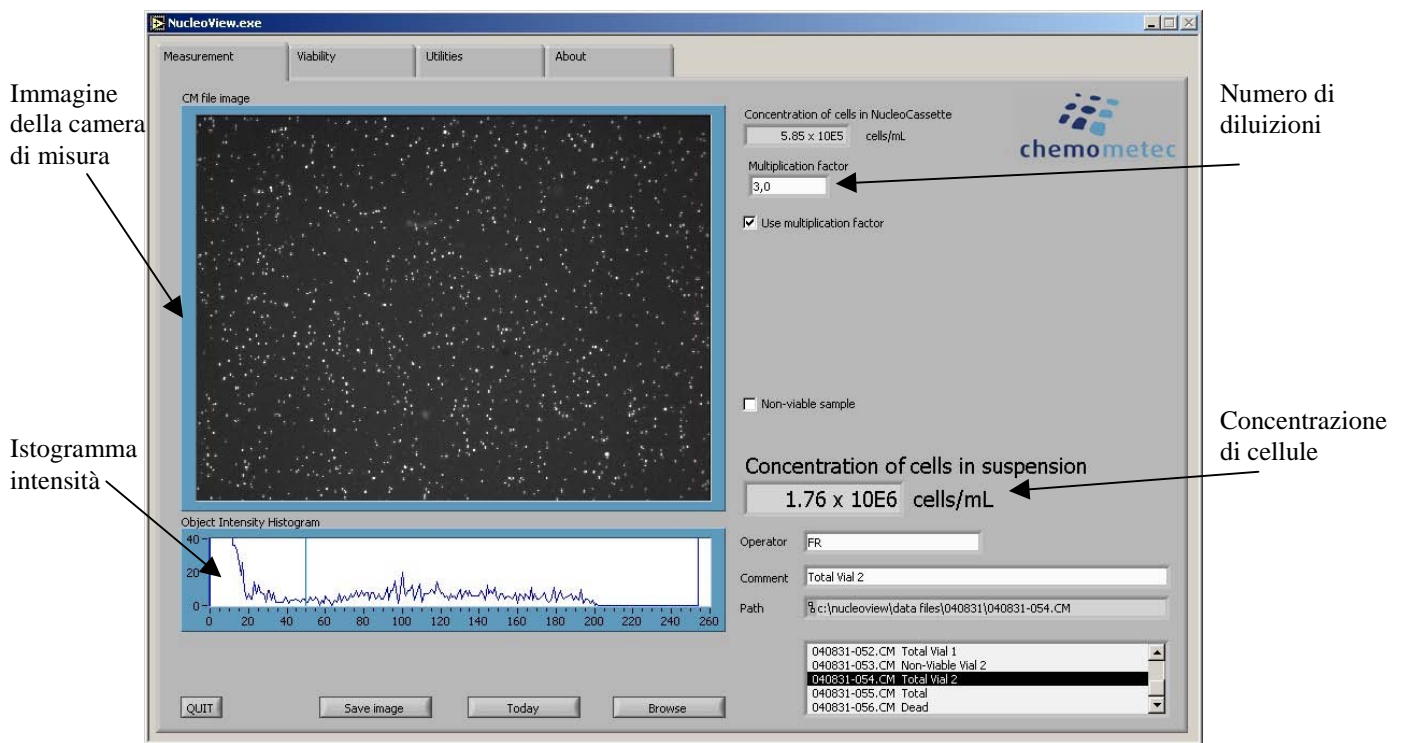 NucleoView.exe
Measurement
Viability
Utilities
About
Immagine
della camera
di misura
CM file image
Concentration of cells in NucleoCassette
5.85 x 10E5 cells/mL
Multiplication factor
3,0
Use multiplication factor
chemometec
Numero di
diluizioni
Non-viable sample
Concentrazione
di cellule
Concentration of cells in suspension
1.76 x 10E6 cells/mL
Istogramma
intensità
Object Intensity Histogram
40
20
0
0 20 40 60 80 100 120 140 160 180 200 220 240 260
Operator FR
Comment Total Vial 2
Path c:\nucleoview\data files\040831\040831-054.CM
040831-052.CM Total Vial 1
040831-053.CM Non-Viable Vial 2
040831-054.CM Total Vial 2
040831-055.CM Total
040831-056.CM Dead
QUIT
Save image
Today
Browse